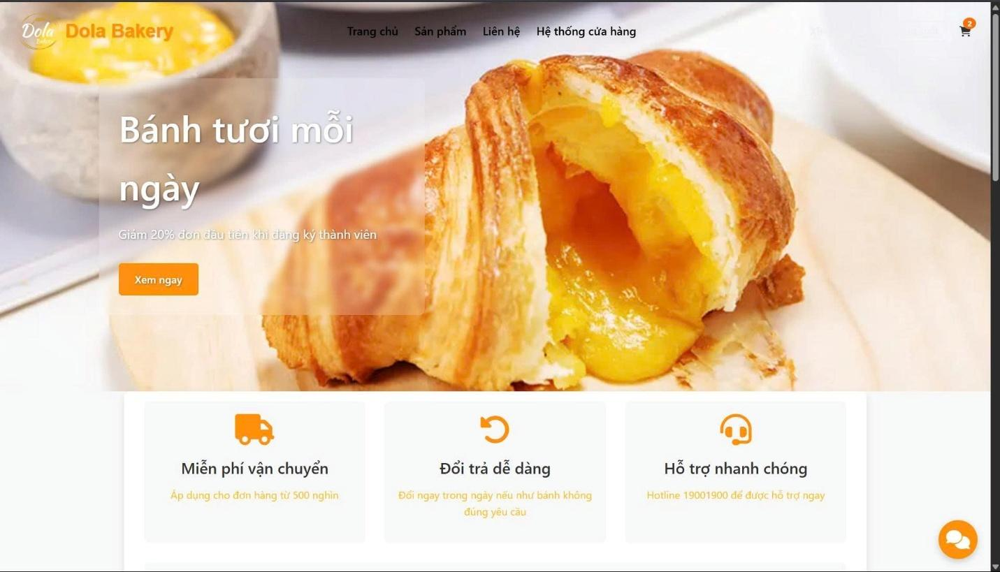 Dola
Bakery
Dola Bakery
Trang chủ
Sản phẩm
Liên hệ
Hệ thống cửa hàng
2
Bánh tươi mỗi
ngày
Giảm 20% đơn đầu tiên khi đăng ký thành viên
Xem ngay
Miễn phí vận chuyển
Áp dụng cho đơn hàng từ 500 nghìn
Đổi trả dễ dàng
Đổi ngay trong ngày nếu như bánh không
đúng yêu cầu
Hỗ trợ nhanh chóng
Hotline 19001900 để được hỗ trợ ngay